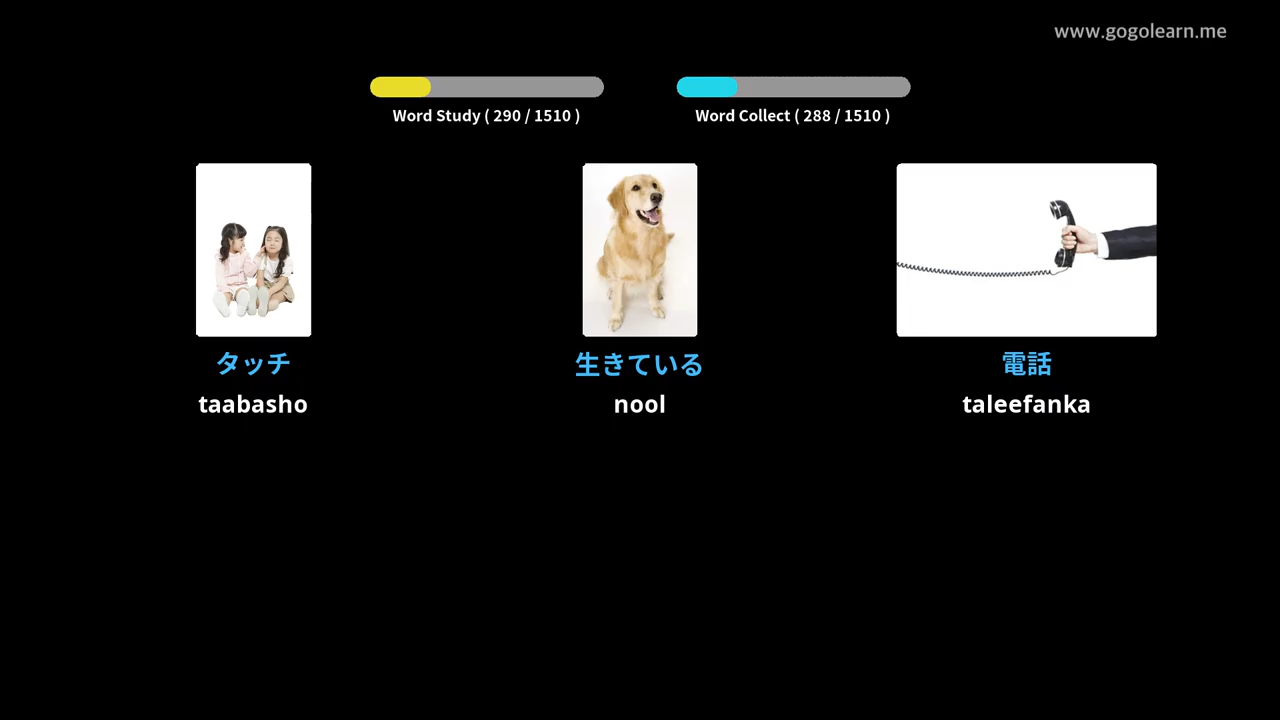 www.gogolearn.me
Word Study ( 290 / 1510 )
Word Collect ( 288 / 1510 )
タッチ
taabasho
生きている
nool
電話
taleefanka